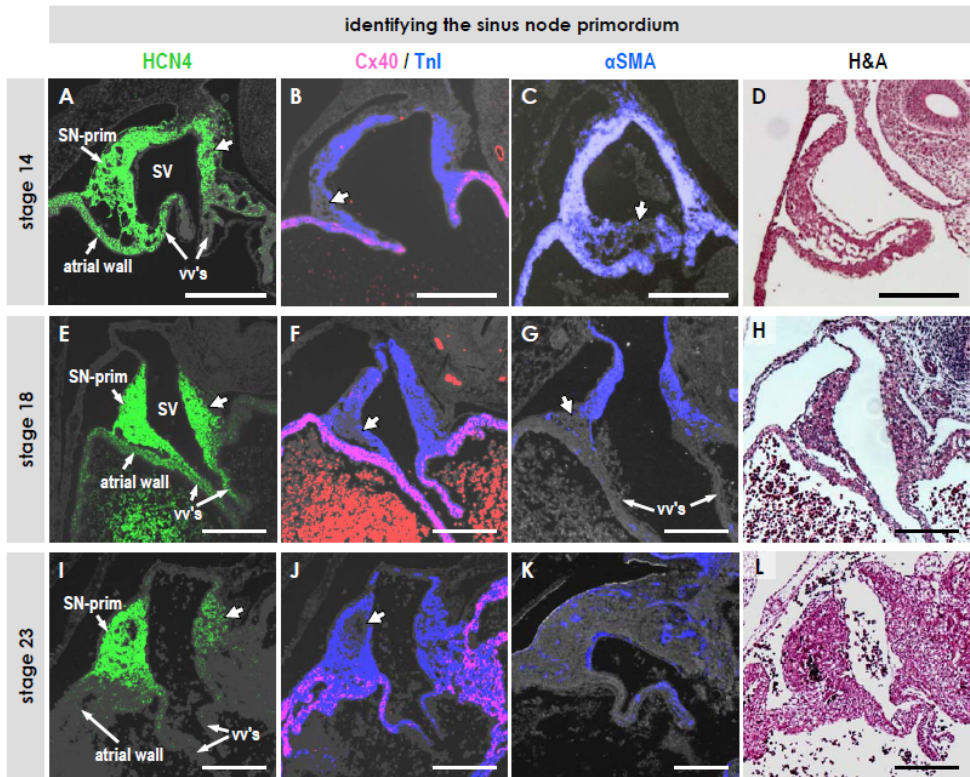 identifying the sinus node primordium
HCN4
Cx40 / TnI
αSMA
H&A
stage 14
A
SN-prim
SV
atrial wall
vv's
B
C
D
stage 18
E
SN-prim
SV
atrial wall
vv's
F
G
vv's
H
stage 23
I
SN-prim
atrial wall
vv's
J
K
L